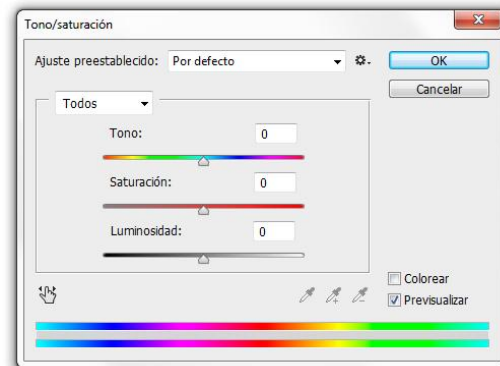 Tono/saturación
Ajuste preestablecido: Por defecto
OK
Cancelar
Todos
Tono: 0
Saturación: 0
Luminosidad: 0
Colorear
Previsualizar